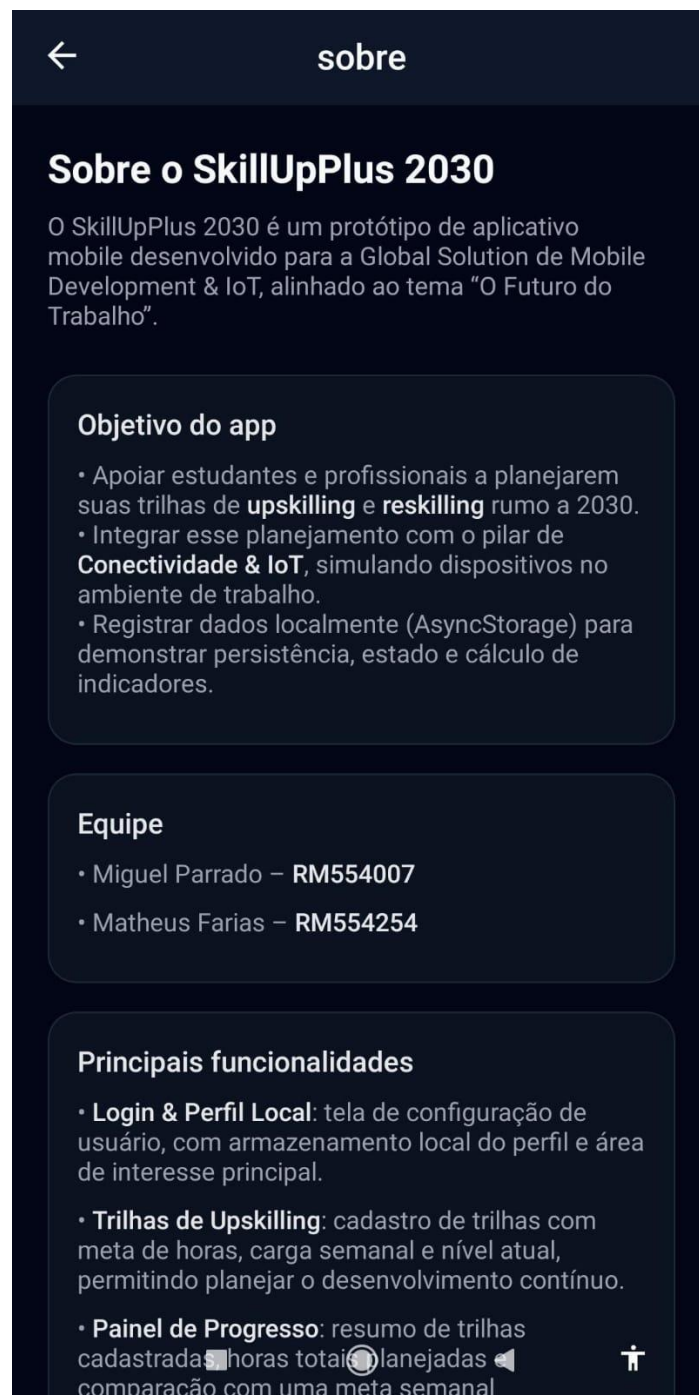 sobre
Sobre o SkillUpPlus 2030
O SkillUpPlus 2030 é um protótipo de aplicativo
mobile desenvolvido para a Global Solution de Mobile
Development & IoT, alinhado ao tema “O Futuro do
Trabalho”.
Objetivo do app
• Apoiar estudantes e profissionais a planejarem
suas trilhas de upskilling e reskilling rumo a 2030.
• Integrar esse planejamento com o pilar de
Conectividade & IoT, simulando dispositivos no
ambiente de trabalho.
• Registrar dados localmente (AsyncStorage) para
demonstrar persistência, estado e cálculo de
indicadores.
Equipe
• Miguel Parrado – RM554007
• Matheus Farias – RM554254
Principais funcionalidades
• Login & Perfil Local: tela de configuração de
usuário, com armazenamento local do perfil e área
de interesse principal.
• Trilhas de Upskilling: cadastro de trilhas com
meta de horas, carga semanal e nível atual,
permitindo planejar o desenvolvimento contínuo.
• Painel de Progresso: resumo de trilhas
cadastradas, horas totais planejadas e
comparação com uma meta semanal